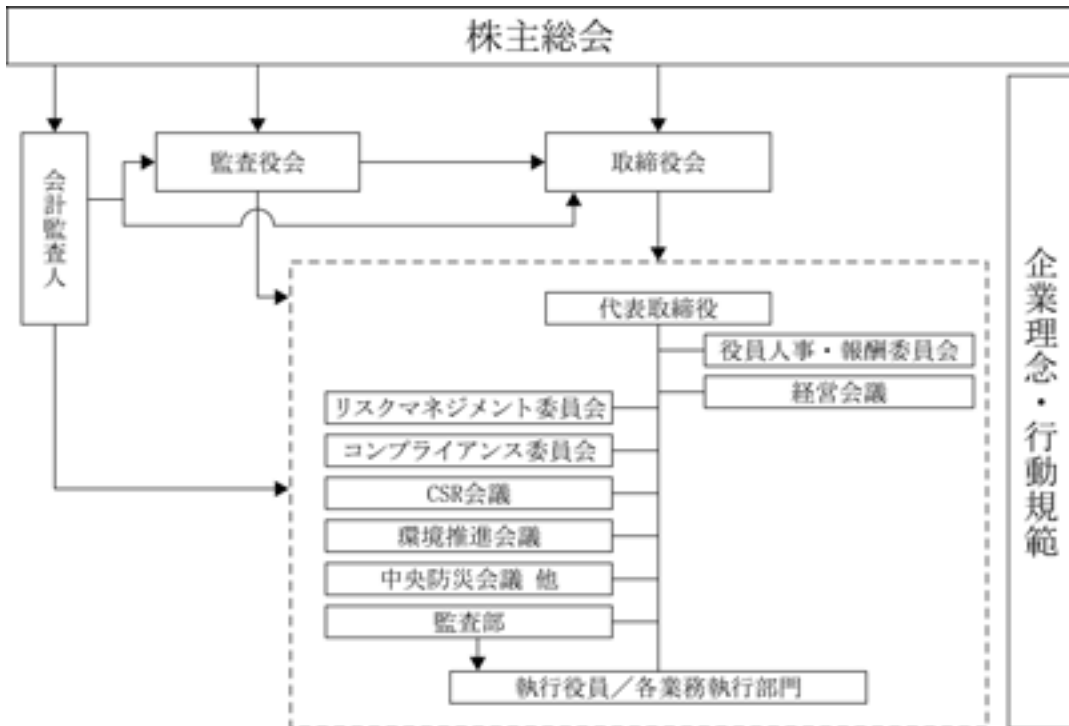 株主総会
会計監査人
監査役会
取締役会
企業理念・行動規範
代表取締役
役員人事・報酬委員会
経営会議
リスクマネジメント委員会
コンプライアンス委員会
CSR会議
環境推進会議
中央防災会議 他
監査部
執行役員／各業務執行部門